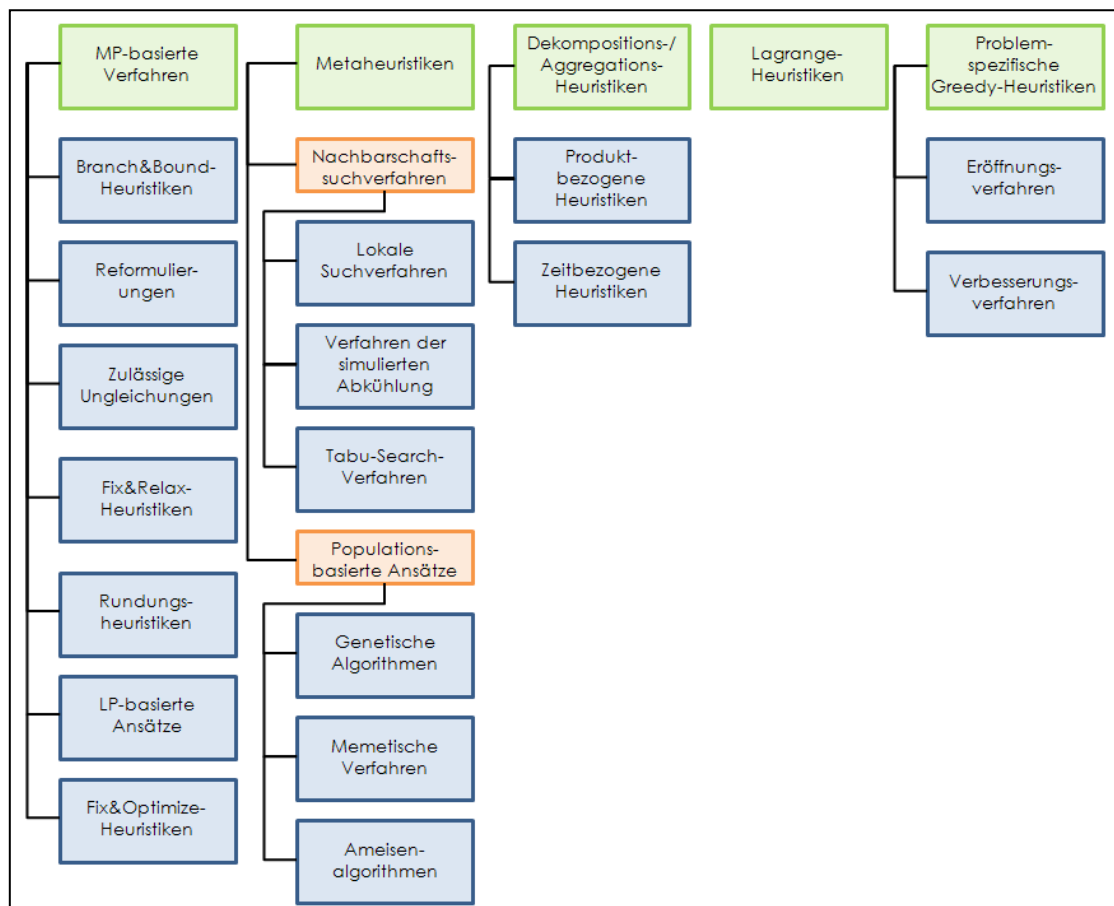 MP-basierte
Verfahren
Branch&Bound-
Heuristiken
Reformulier-
ungen
Zulässige
Ungleichungen
Fix&Relax-
Heuristiken
Rundungs-
heuristiken
LP-basierte
Ansätze
Fix&Optimize-
Heuristiken
Metaheuristiken
Nachbarschafts-
suchverfahren
Lokale
Suchverfahren
Verfahren der
simulierten
Abkühlung
Tabu-Search-
Verfahren
Populations-
basierte Ansätze
Genetische
Algorithmen
Memetische
Verfahren
Ameisen-
algorithmen
Dekompositions-/
Aggregations-
Heuristiken
Produkt-
bezogene
Heuristiken
Zeitbezogene
Heuristiken
Lagrange-
Heuristiken
Problem-
spezifische
Greedy-Heuristiken
Eröffnungs-
verfahren
Verbesserungs-
verfahren